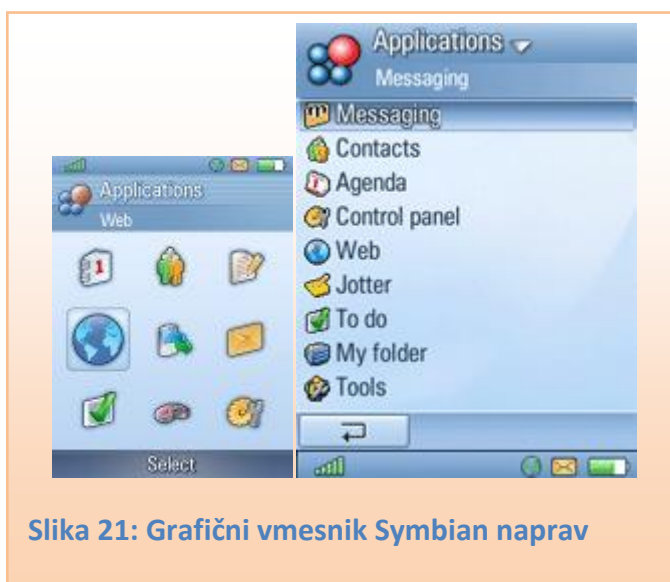 Applications
Web
1
Select
Applications
Messaging
Messaging
Contacts
Agenda
Control panel
Web
Jotter
To do
My folder
Tools
Slika 21: Grafični vmesnik Symbian naprav